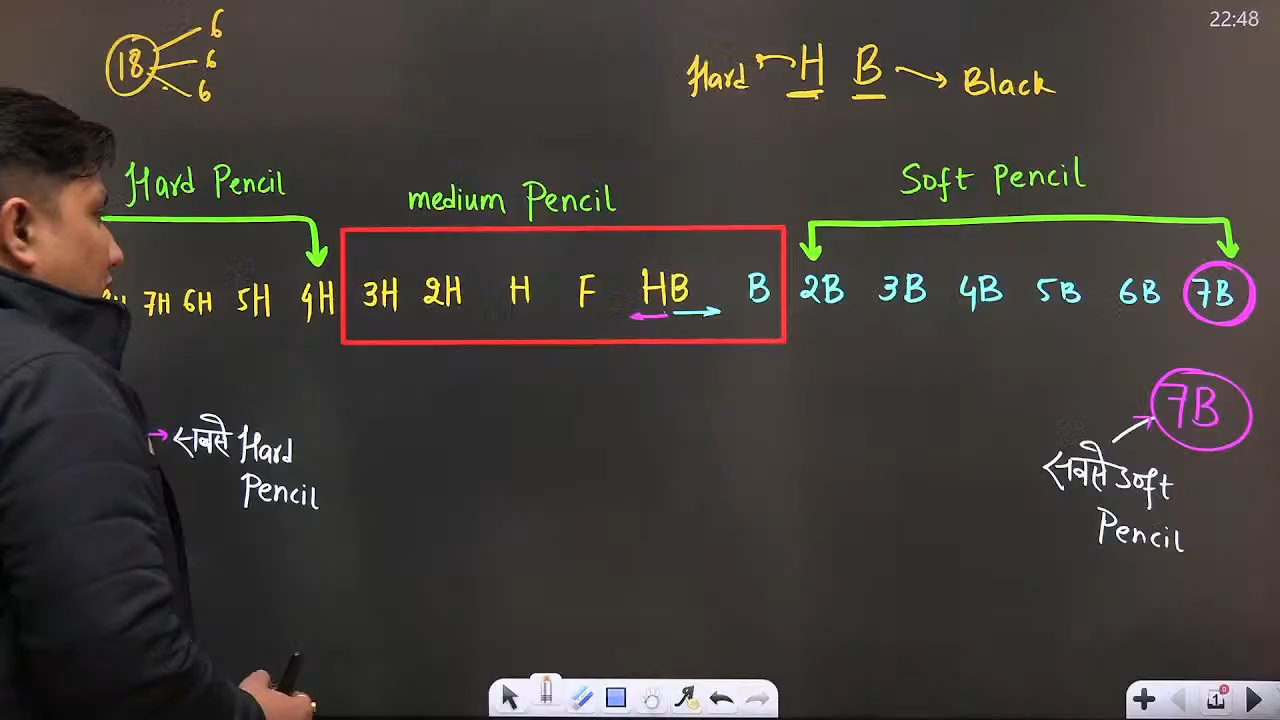 22:48
18
6
6
6
Hard H B Black
Hard Pencil
medium Pencil
Soft Pencil
7H 6H 5H 4H 3H 2H H F HB B 2B 3B 4B 5B 6B 7B
7B
सबसे Hard
Pencil
सबसे Soft
Pencil
1